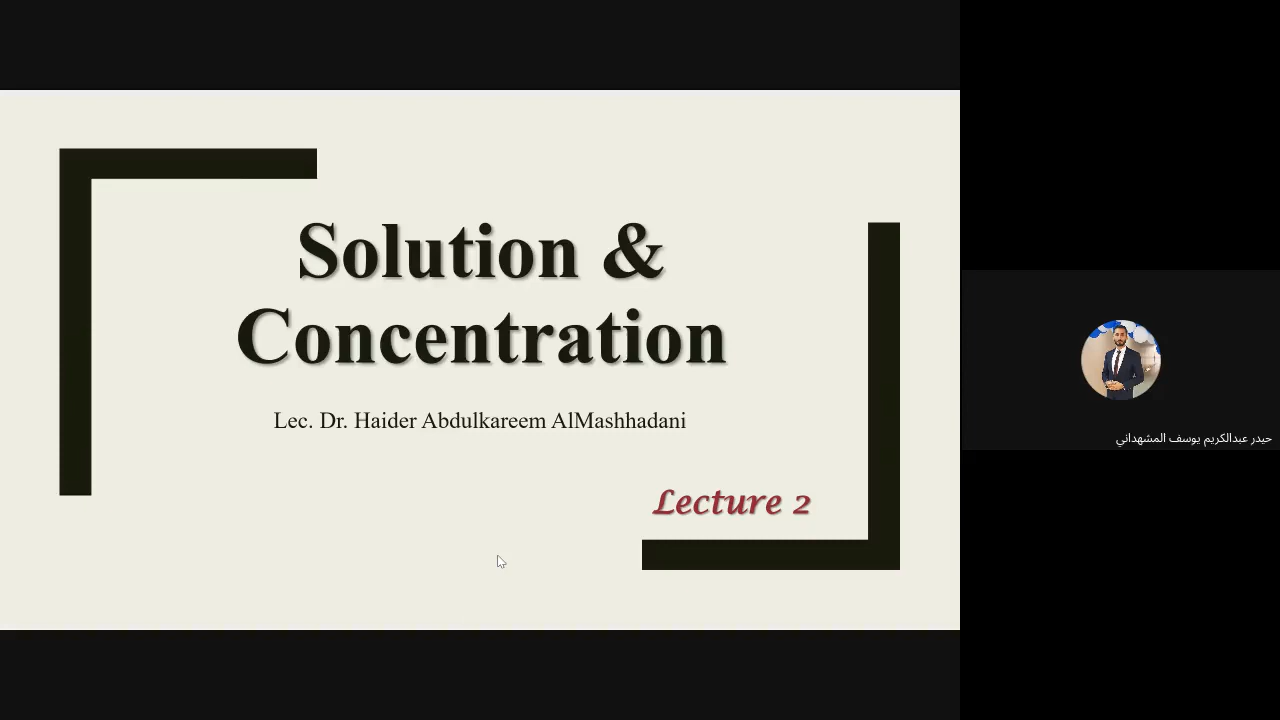 Solution &
Concentration
Lec. Dr. Haider Abdulkareem AlMashhadani
Lecture 2
حيدر عبدالكريم يوسف المشهداني